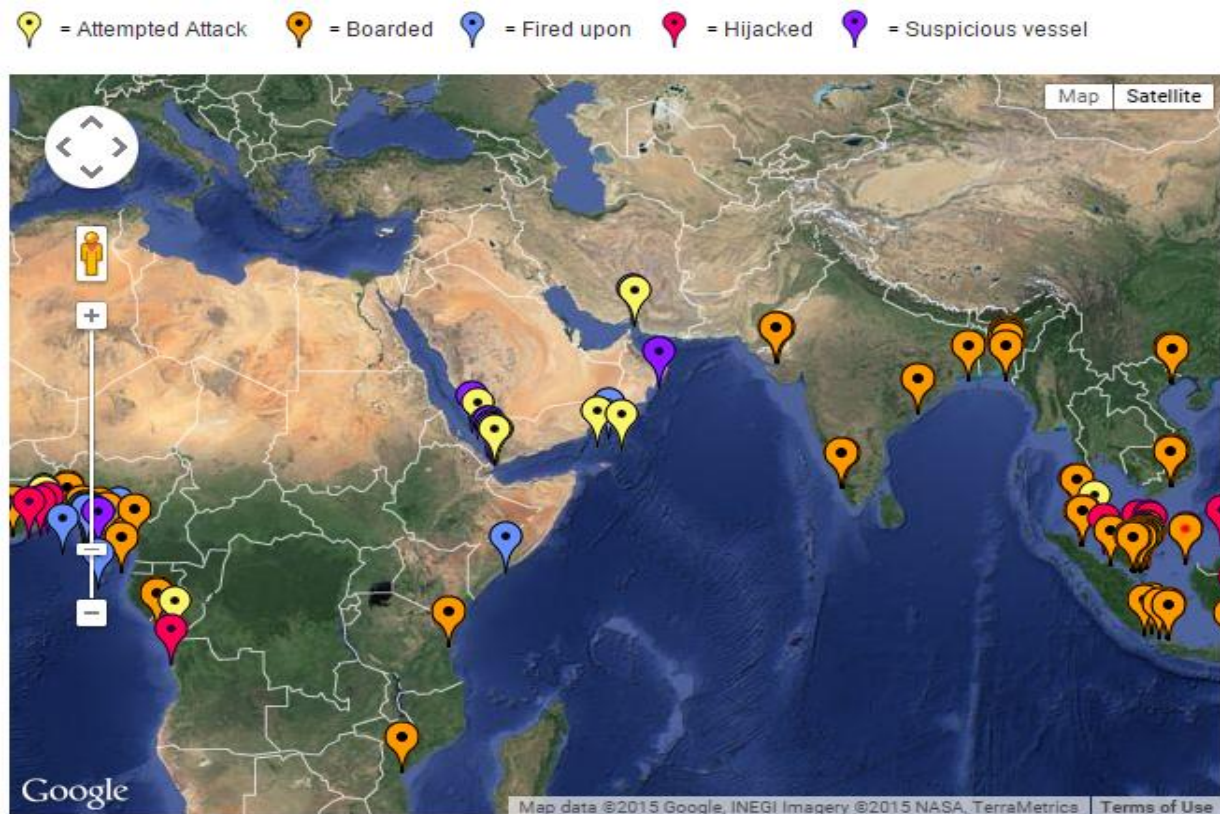 = Attempted Attack = Boarded = Fired upon = Hijacked = Suspicious vessel
Map Satellite
Google
Map data ©2015 Google, INEGI Imagery ©2015 NASA, TerraMetrics Terms of Use